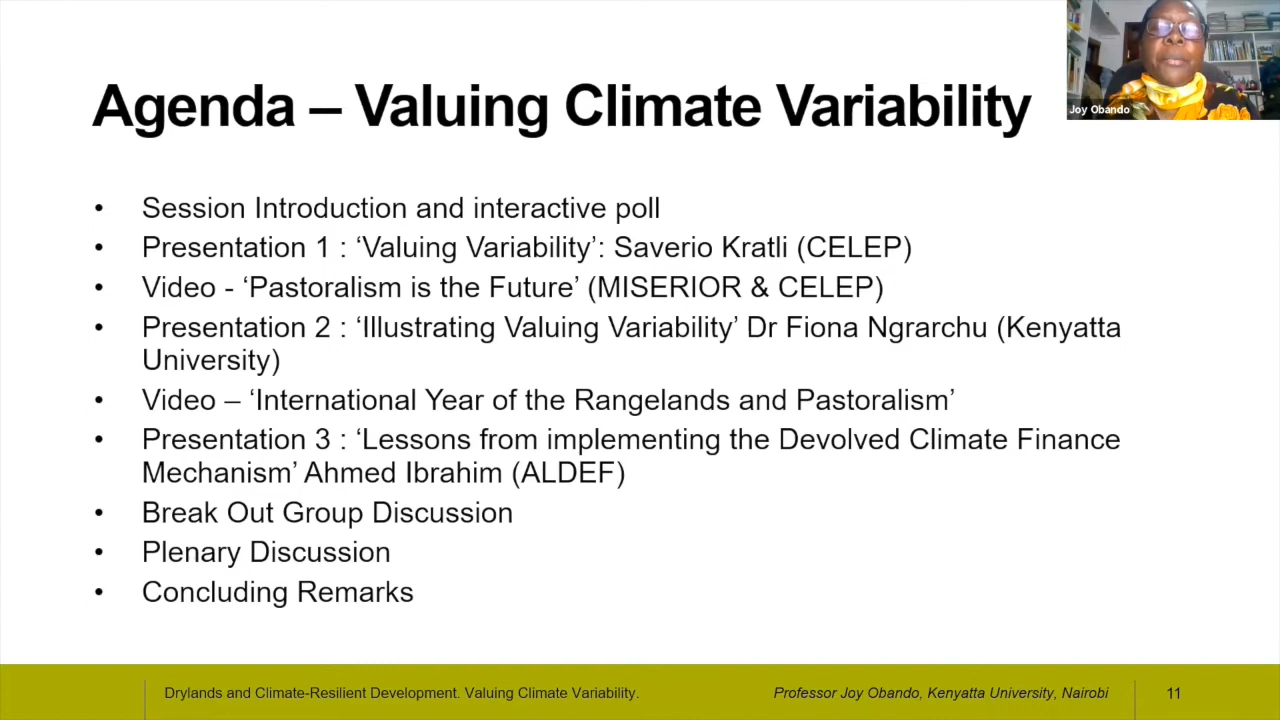 Agenda – Valuing Climate Variability
Joy Obando
• Session Introduction and interactive poll
• Presentation 1 : ‘Valuing Variability’: Saverio Kratli (CELEP)
• Video - ‘Pastoralism is the Future’ (MISERIOR & CELEP)
• Presentation 2 : ‘Illustrating Valuing Variability’ Dr Fiona Ngrarchu (Kenyatta
University)
• Video – ‘International Year of the Rangelands and Pastoralism’
• Presentation 3 : ‘Lessons from implementing the Devolved Climate Finance
Mechanism’ Ahmed Ibrahim (ALDEF)
• Break Out Group Discussion
• Plenary Discussion
• Concluding Remarks
Drylands and Climate-Resilient Development. Valuing Climate Variability.
Professor Joy Obando, Kenyatta University, Nairobi
11